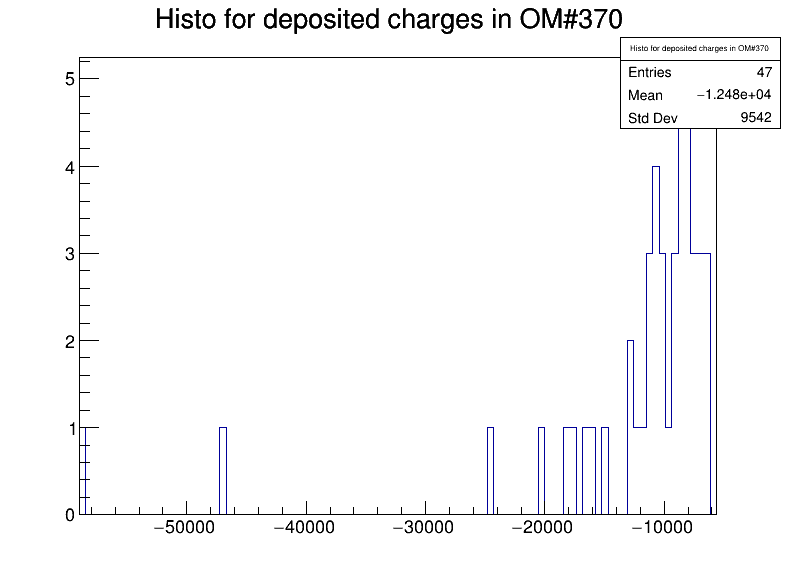 Histo for deposited charges in OM#370
Histo for deposited charges in OM#370
Entries 47
Mean −1.248e+04
Std Dev 9542
5
4
3
2
1
0
−50000 −40000 −30000 −20000 −10000